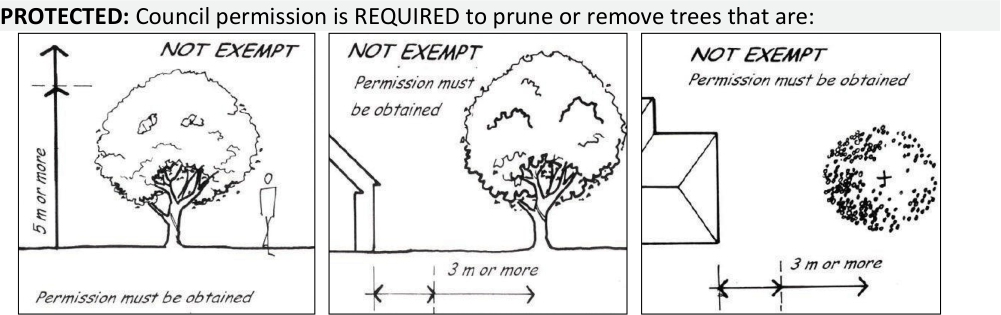 PROTECTED: Council permission is REQUIRED to prune or remove trees that are:
NOT EXEMPT
5 m or more
Permission must be obtained
NOT EXEMPT
Permission must
be obtained
3 m or more
NOT EXEMPT
Permission must be obtained
3 m or more